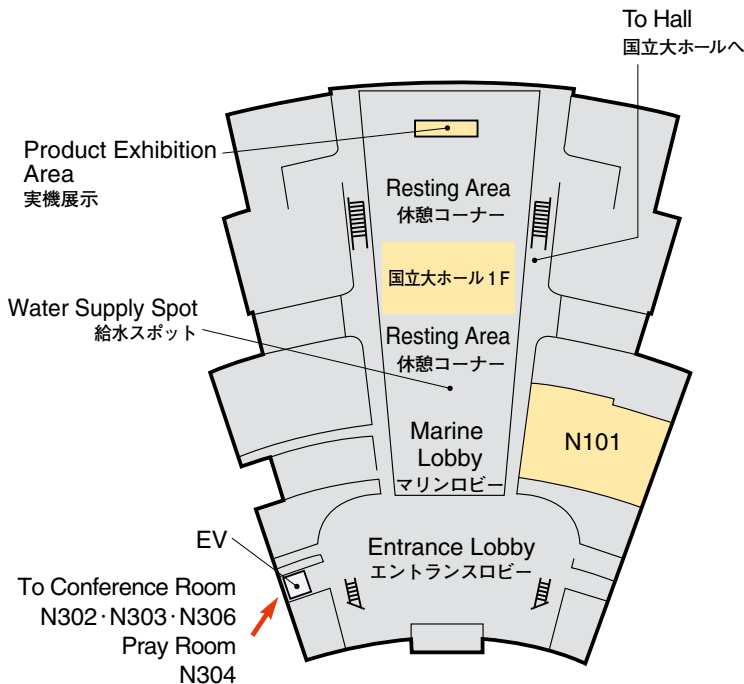 To Hall
国立大ホールへ
Product Exhibition
Area
実機展示
Resting Area
休憩コーナー
国立大ホール1F
Water Supply Spot
給水スポット
Resting Area
休憩コーナー
Marine
Lobby
マリンロビー
N101
EV
Entrance Lobby
エントランスロビー
To Conference Room
N302・N303・N306
Pray Room
N304